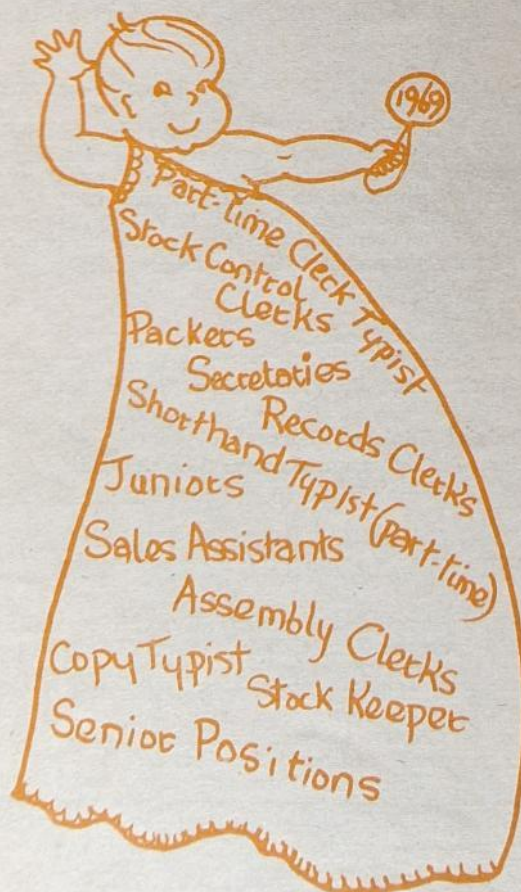 1969
Part-Time Clerk Typist
Stock Control
Clerks
Packers
Secretaries
Records Clerks
Shorthand Typist (part-time)
Juniors
Sales Assistants
Assembly Clerks
Copy Typist
Stock Keeper
Senior Positions